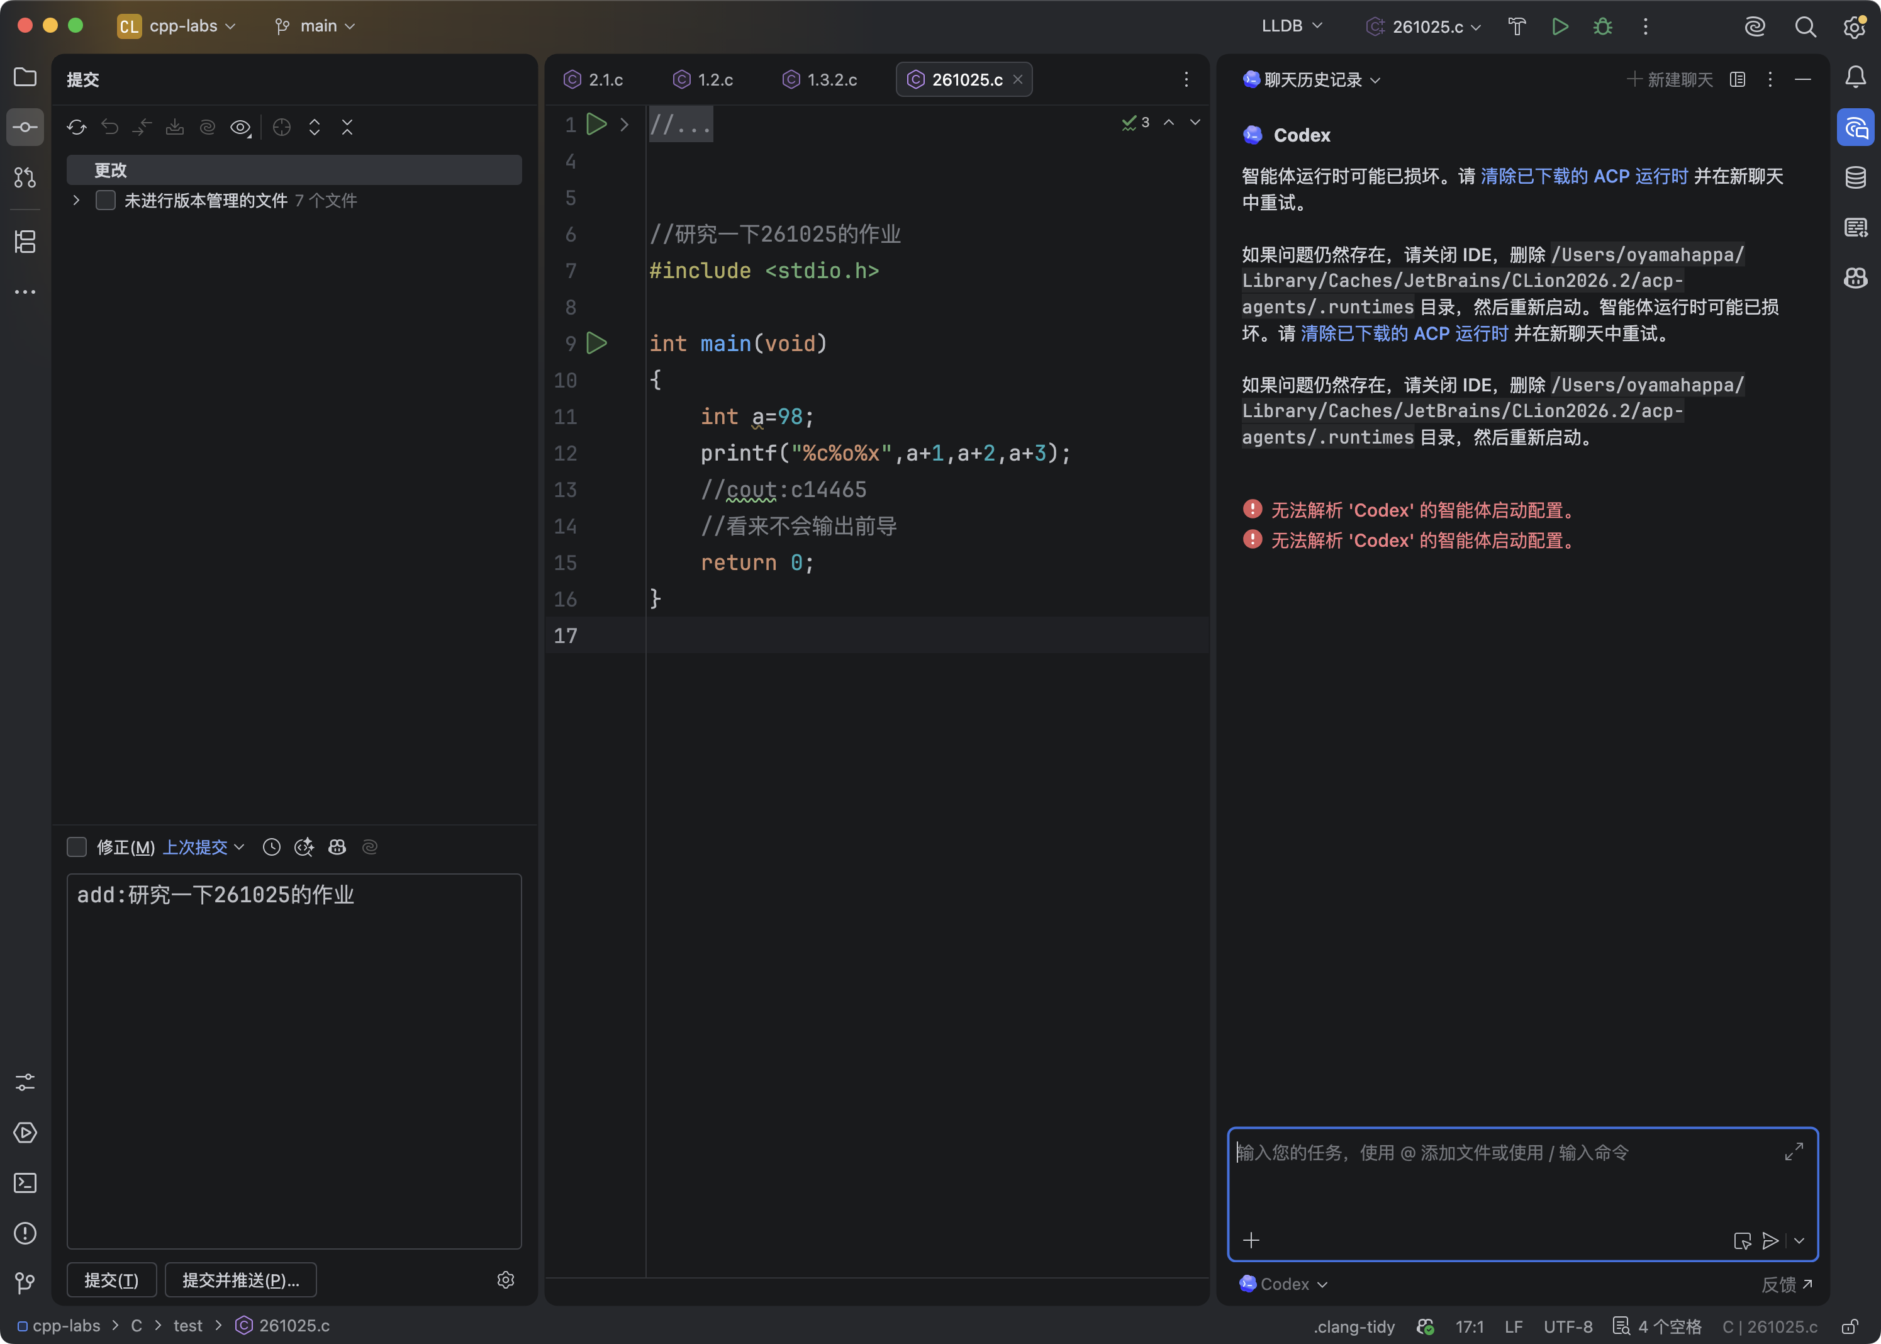 CL cpp-labs
main
LLDB
261025.c
提交
更改
未进行版本管理的文件 7 个文件
修正(M) 上次提交
add:研究一下261025的作业
提交(T)
提交并推送(P)...
2.1.c
1.2.c
1.3.2.c
261025.c
3
1 //...
4
5
6 //研究一下261025的作业
7 #include <stdio.h>
8
9 int main(void)
10 {
11 int a=98;
12 printf("%c%o%x",a+1,a+2,a+3);
13 //cout:c14465
14 //看来不会输出前导
15 return 0;
16 }
17
聊天历史记录
新建聊天
Codex
智能体运行时可能已损坏。请 清除已下载的 ACP 运行时 并在新聊天
中重试。
如果问题仍然存在，请关闭 IDE，删除 /Users/oyamahappa/
Library/Caches/JetBrains/CLion2026.2/acp-
agents/.runtimes 目录，然后重新启动。智能体运行时可能已损
坏。请 清除已下载的 ACP 运行时 并在新聊天中重试。
如果问题仍然存在，请关闭 IDE，删除 /Users/oyamahappa/
Library/Caches/JetBrains/CLion2026.2/acp-
agents/.runtimes 目录，然后重新启动。
无法解析 'Codex' 的智能体启动配置。
无法解析 'Codex' 的智能体启动配置。
输入您的任务，使用 @ 添加文件或使用 / 输入命令
Codex
反馈
cpp-labs > C > test > 261025.c
.clang-tidy
17:1
LF
UTF-8
4 个空格
C | 261025.c